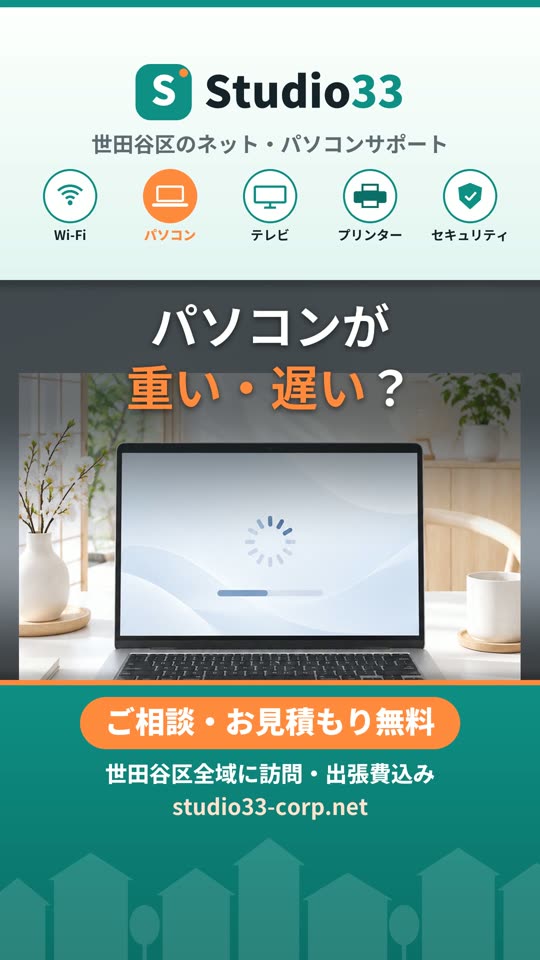 S Studio33
世田谷区のネット・パソコンサポート
Wi-Fi パソコン テレビ プリンター セキュリティ
パソコンが
重い・遅い？
ご相談・お見積もり無料
世田谷区全域に訪問・出張費込み
studio33-corp.net